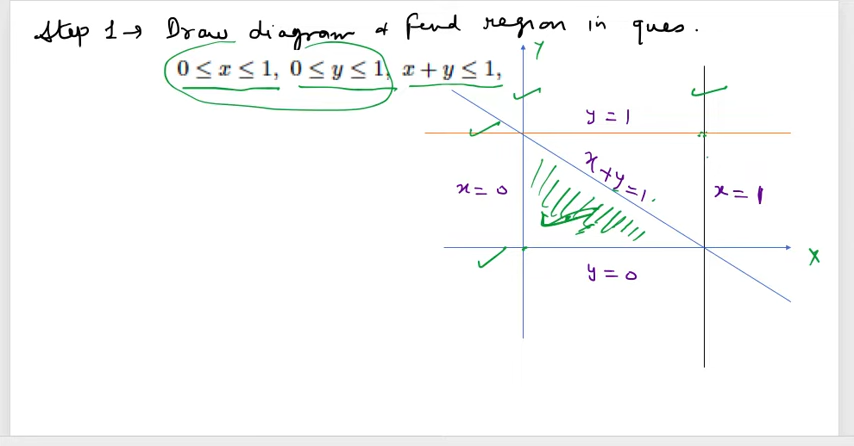 Step 1 → Draw diagram & find region in ques.
0 ≤ x ≤ 1, 0 ≤ y ≤ 1, x + y ≤ 1,
Y
y = 1
x + y = 1
x = 0
x = 1
X
y = 0